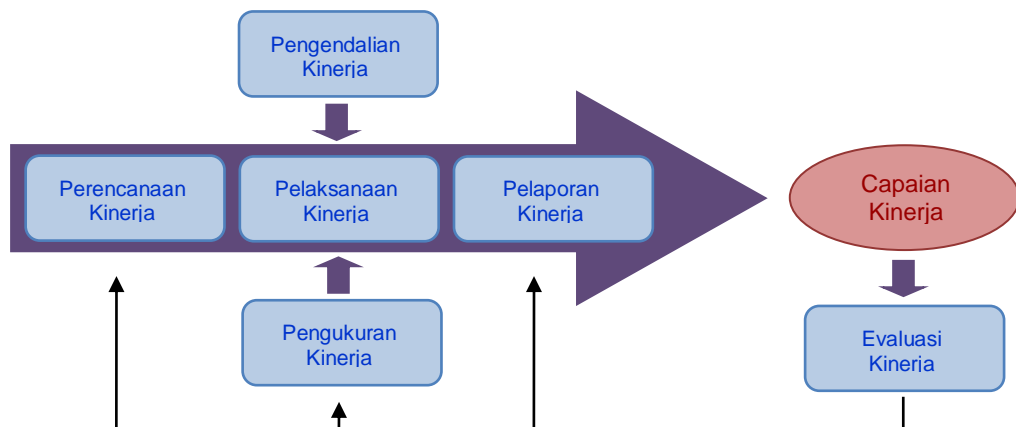 Pengendalian
Kinerja
Perencanaan
Kinerja
Pelaksanaan
Kinerja
Pelaporan
Kinerja
Capaian
Kinerja
Pengukuran
Kinerja
Evaluasi
Kinerja